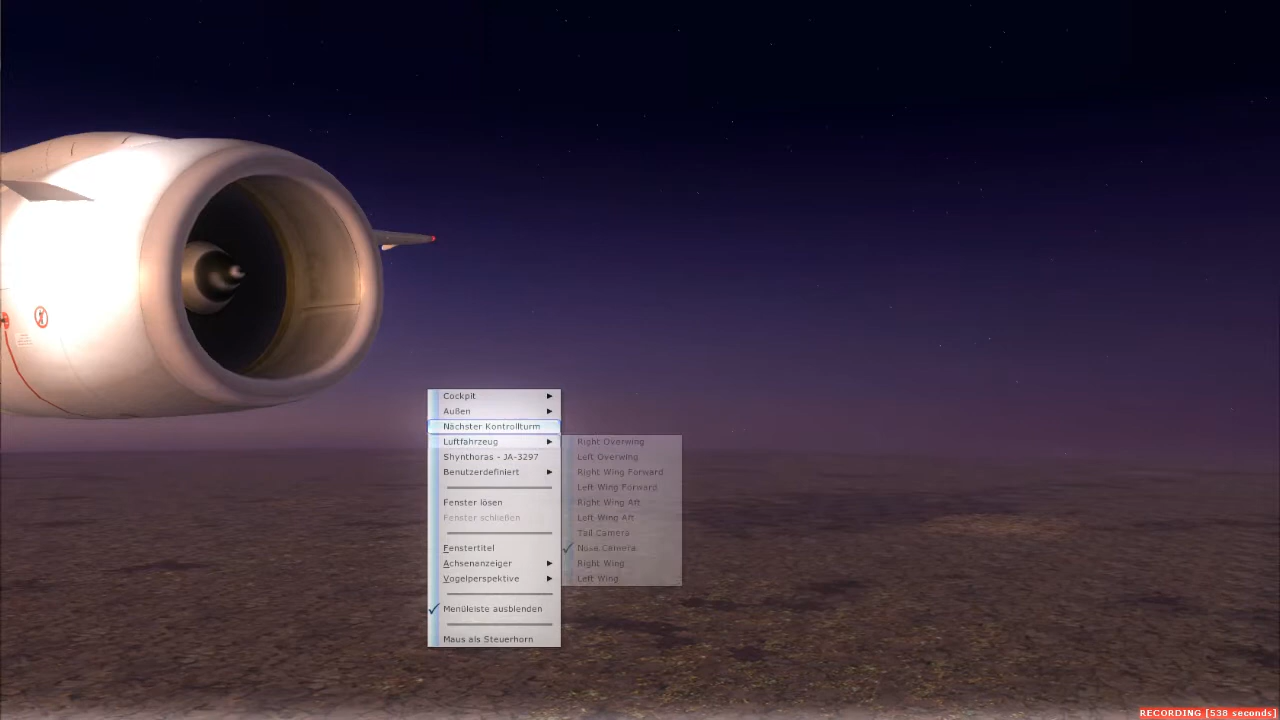 Cockpit
Außen
Nächster Kontrollturm
Luftfahrzeug
Shynthoras - JA-3297
Benutzerdefiniert
Fenster lösen
Fenster schließen
Fenstertitel
Achsenanzeiger
Vogelperspektive
Menüleiste ausblenden
Maus als Steuerhorn
Right Overwing
Left Overwing
Right Wing Forward
Left Wing Forward
Right Wing Aft
Left Wing Aft
Tail Camera
Nose Camera
Right Wing
Left Wing
RECORDING [538 seconds]